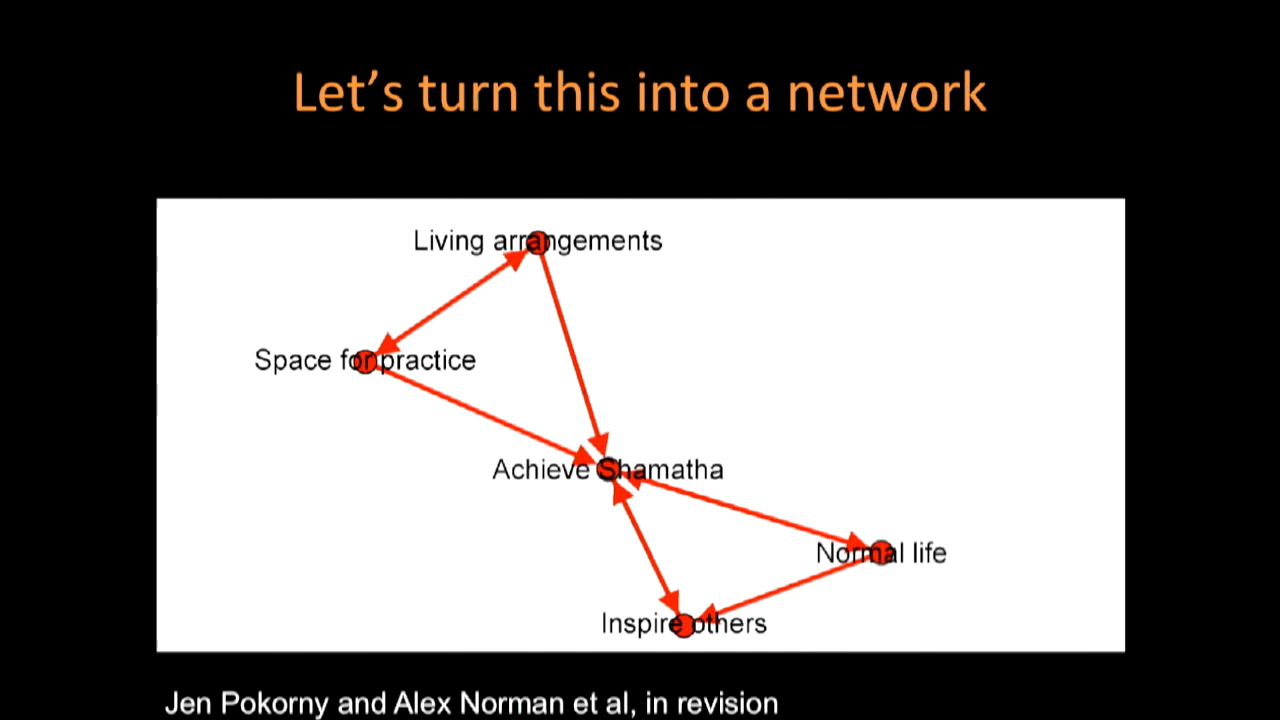 Let's turn this into a network
Living arrangements
Space for practice
Achieve Shamatha
Normal life
Inspire others
Jen Pokorny and Alex Norman et al, in revision